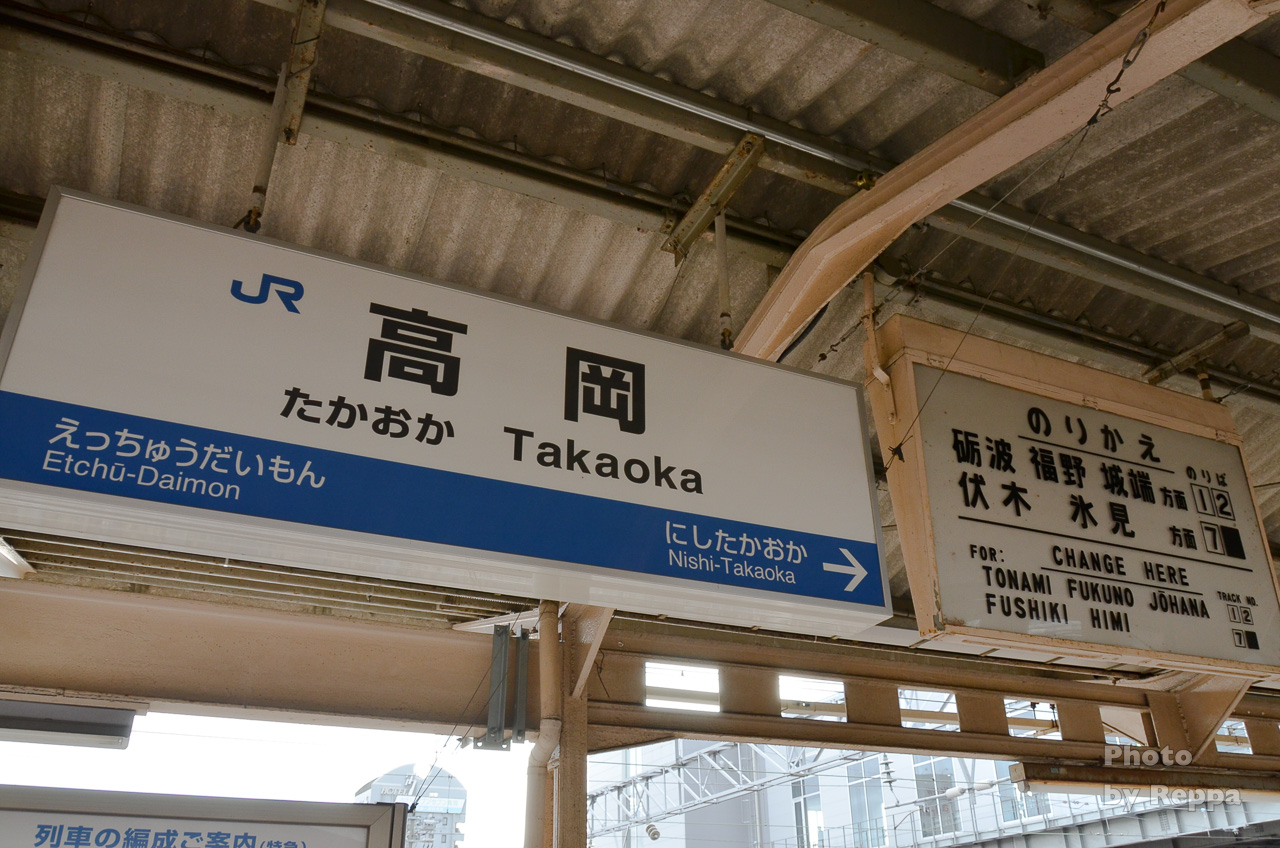 JR
高岡
たかおか Takaoka
えっちゅうだいもん
Etchū-Daimon
にしたかおか
Nishi-Takaoka
のりかえ
のりば
砺波 福野 城端 方面 1 2
伏木 氷見 方面 7
FOR: CHANGE HERE
TONAMI FUKUNO JŌHANA
FUSHIKI HIMI
TRACK NO.
1 2
7
列車の編成ご案内(特急)
Photo
by Reppa